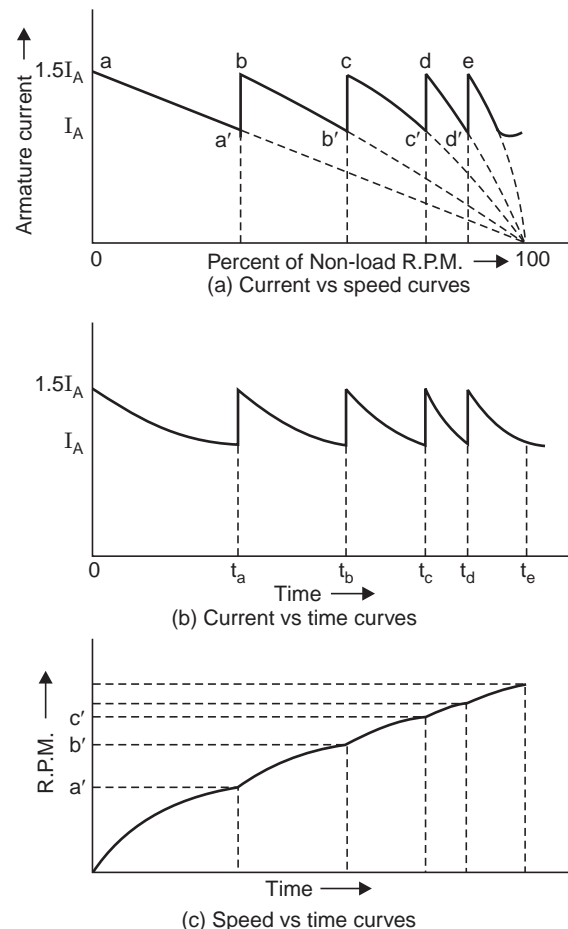 Armature current
1.5I_A
I_A
a b c d e
a′ b′ c′ d′
0 Percent of Non-load R.P.M. 100
(a) Current vs speed curves
1.5I_A
I_A
0 t_a t_b t_c t_d t_e
Time
(b) Current vs time curves
R.P.M.
c′
b′
a′
Time
(c) Speed vs time curves